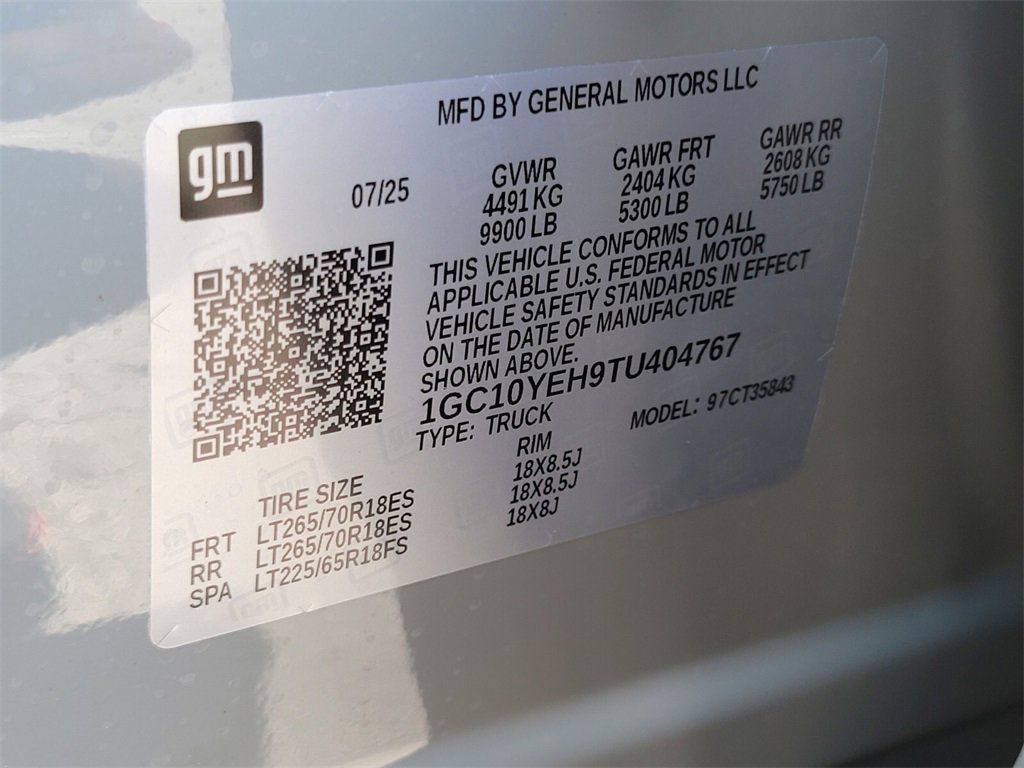 MFD BY GENERAL MOTORS LLC
gm
07/25
GVWR GAWR FRT GAWR RR
4491 KG 2404 KG 2608 KG
9900 LB 5300 LB 5750 LB
THIS VEHICLE CONFORMS TO ALL
APPLICABLE U.S. FEDERAL MOTOR
VEHICLE SAFETY STANDARDS IN EFFECT
ON THE DATE OF MANUFACTURE
SHOWN ABOVE.
1GC10YEH9TU404767
TYPE: TRUCK MODEL: 97CT35843
TIRE SIZE RIM
FRT LT265/70R18ES 18X8.5J
RR LT265/70R18ES 18X8.5J
SPA LT225/65R18FS 18X8J